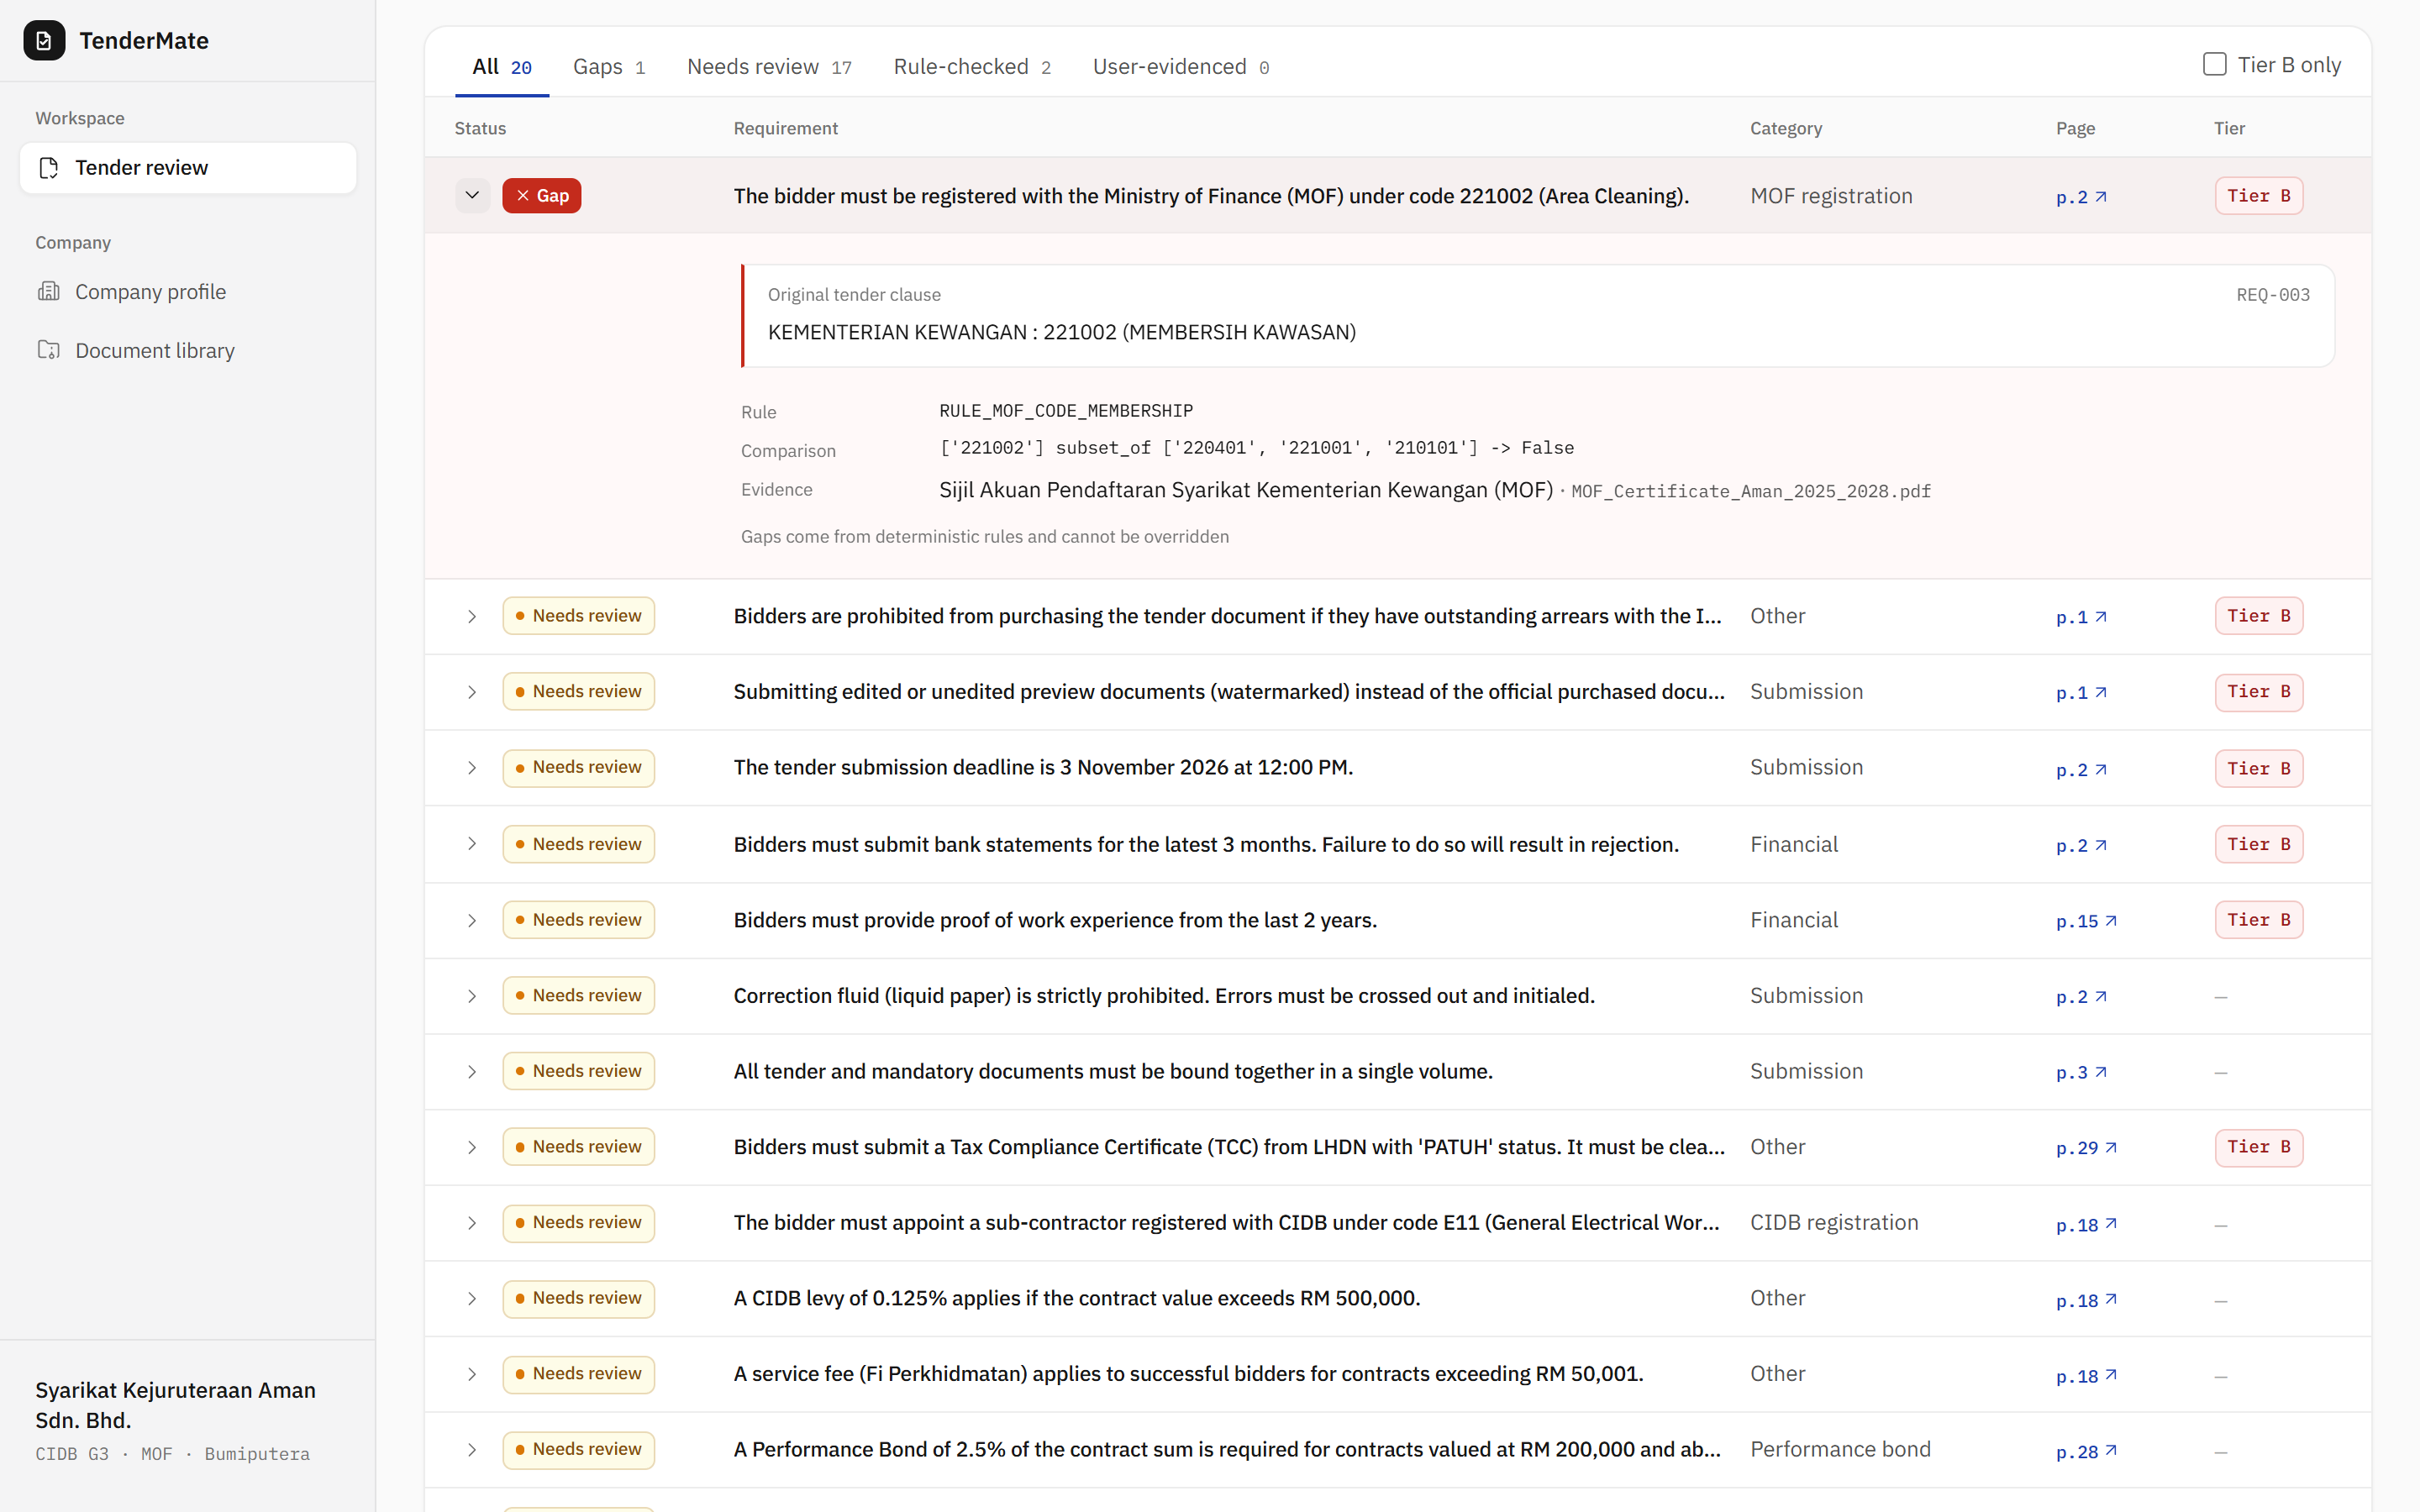 TenderMate
Workspace
Tender review
Company
Company profile
Document library
Syarikat Kejuruteraan Aman
Sdn. Bhd.
CIDB G3 · MOF · Bumiputera
All 20 Gaps 1 Needs review 17 Rule-checked 2 User-evidenced 0 Tier B only
Status Requirement Category Page Tier
Gap The bidder must be registered with the Ministry of Finance (MOF) under code 221002 (Area Cleaning). MOF registration p.2 Tier B
Original tender clause REQ-003
KEMENTERIAN KEWANGAN : 221002 (MEMBERSIH KAWASAN)
Rule RULE_MOF_CODE_MEMBERSHIP
Comparison ['221002'] subset_of ['220401', '221001', '210101'] -> False
Evidence Sijil Akuan Pendaftaran Syarikat Kementerian Kewangan (MOF) · MOF_Certificate_Aman_2025_2028.pdf
Gaps come from deterministic rules and cannot be overridden
Needs review Bidders are prohibited from purchasing the tender document if they have outstanding arrears with the I... Other p.1 Tier B
Needs review Submitting edited or unedited preview documents (watermarked) instead of the official purchased docu... Submission p.1 Tier B
Needs review The tender submission deadline is 3 November 2026 at 12:00 PM. Submission p.2 Tier B
Needs review Bidders must submit bank statements for the latest 3 months. Failure to do so will result in rejection. Financial p.2 Tier B
Needs review Bidders must provide proof of work experience from the last 2 years. Financial p.15 Tier B
Needs review Correction fluid (liquid paper) is strictly prohibited. Errors must be crossed out and initialed. Submission p.2 –
Needs review All tender and mandatory documents must be bound together in a single volume. Submission p.3 –
Needs review Bidders must submit a Tax Compliance Certificate (TCC) from LHDN with 'PATUH' status. It must be clea... Other p.29 Tier B
Needs review The bidder must appoint a sub-contractor registered with CIDB under code E11 (General Electrical Wor... CIDB registration p.18 –
Needs review A CIDB levy of 0.125% applies if the contract value exceeds RM 500,000. Other p.18 –
Needs review A service fee (Fi Perkhidmatan) applies to successful bidders for contracts exceeding RM 50,001. Other p.18 –
Needs review A Performance Bond of 2.5% of the contract sum is required for contracts valued at RM 200,000 and ab... Performance bond p.28 –